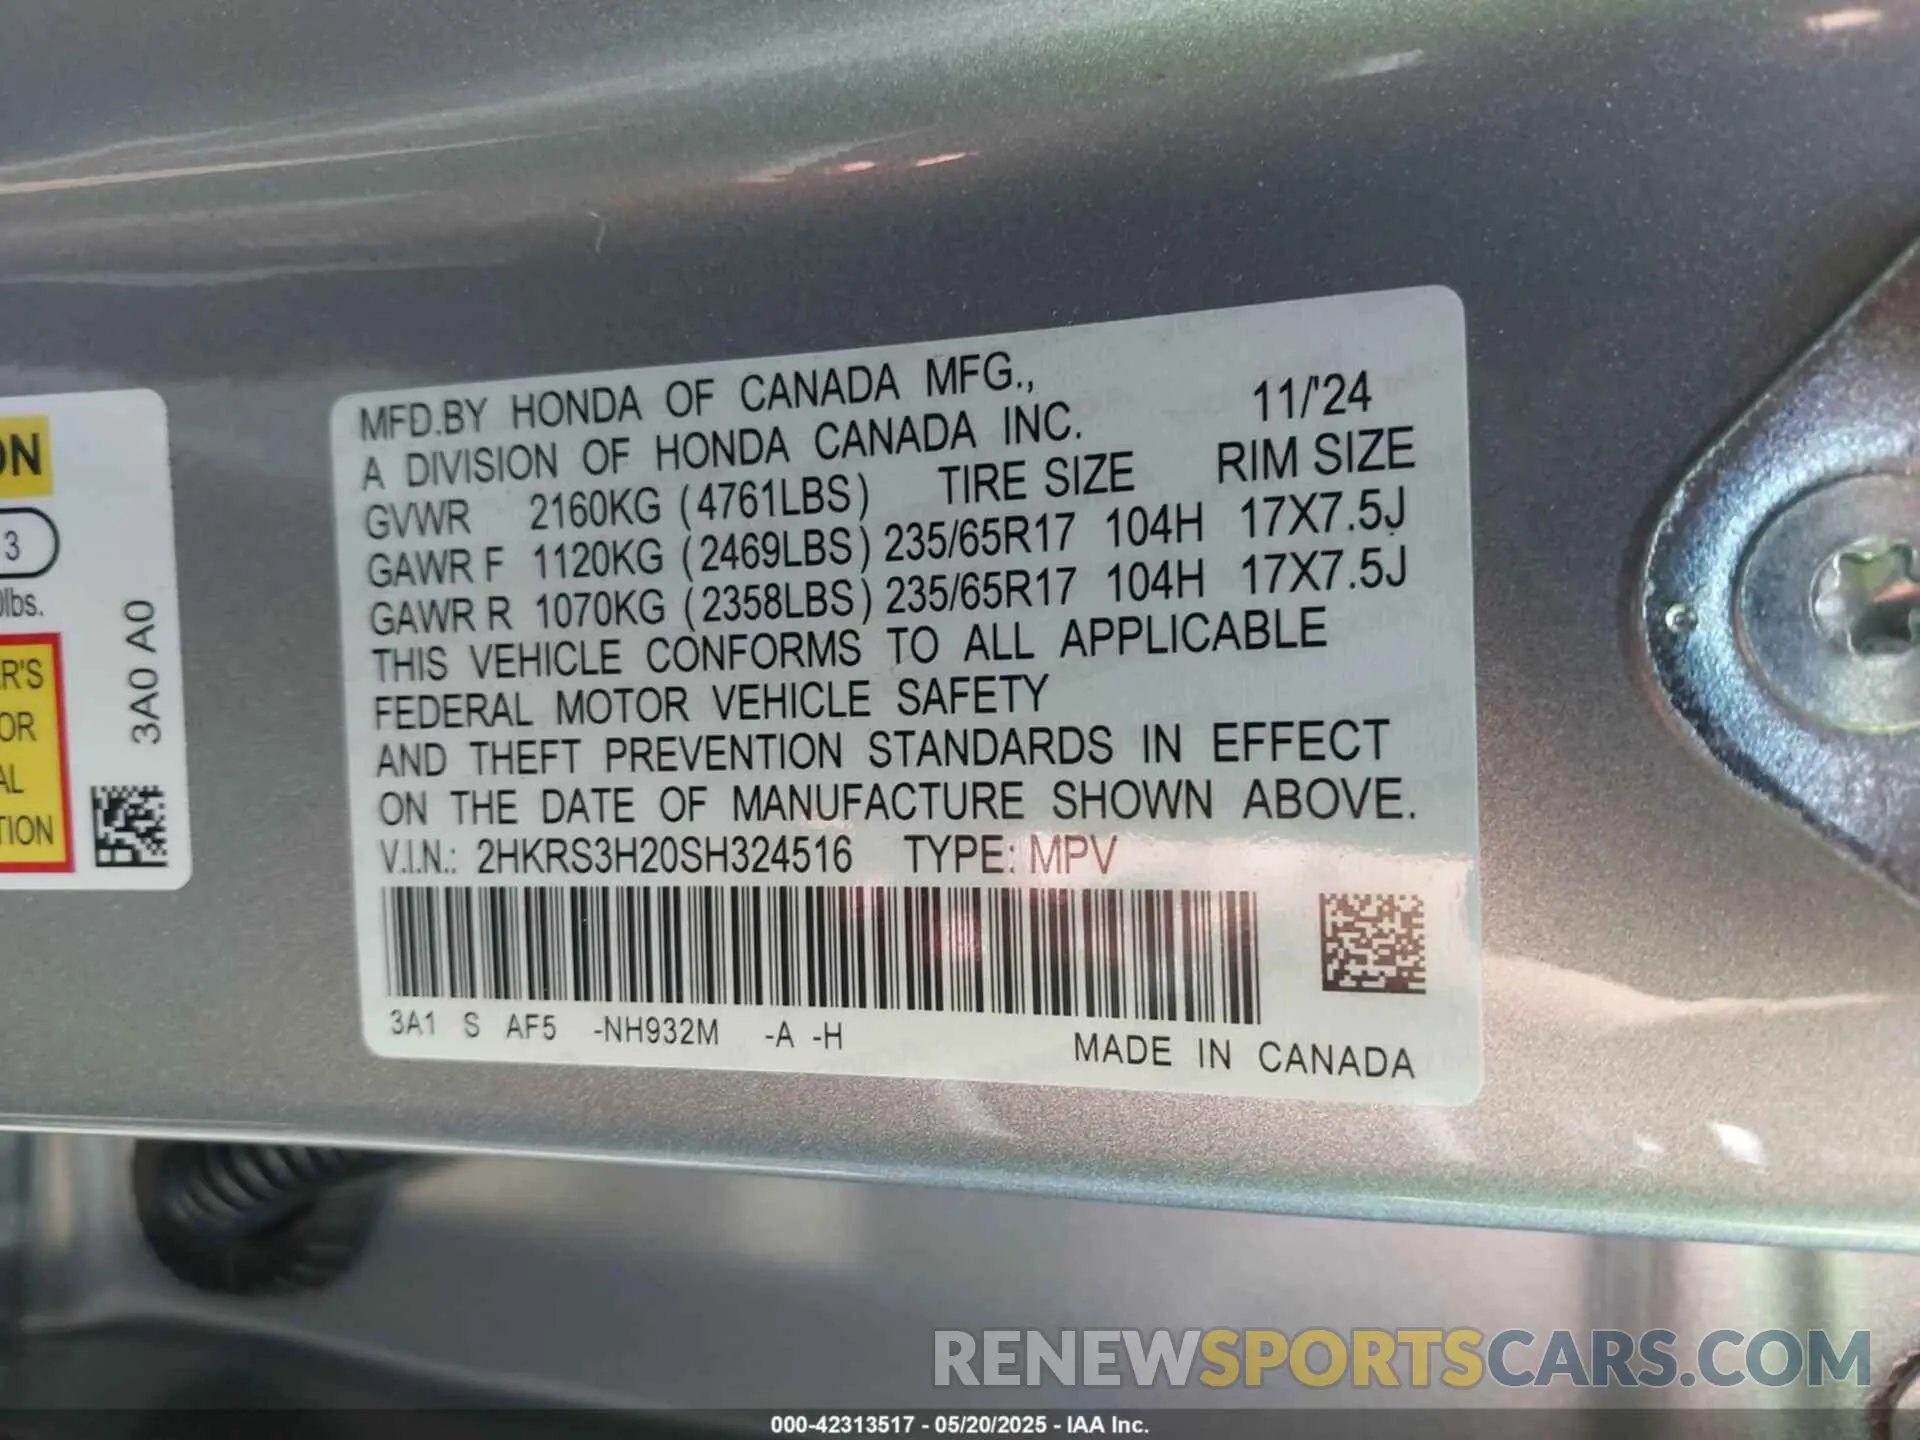 MFD.BY HONDA OF CANADA MFG., 11/'24
A DIVISION OF HONDA CANADA INC.
GVWR 2160KG (4761LBS) TIRE SIZE RIM SIZE
GAWR F 1120KG (2469LBS) 235/65R17 104H 17X7.5J
GAWR R 1070KG (2358LBS) 235/65R17 104H 17X7.5J
THIS VEHICLE CONFORMS TO ALL APPLICABLE
FEDERAL MOTOR VEHICLE SAFETY
AND THEFT PREVENTION STANDARDS IN EFFECT
ON THE DATE OF MANUFACTURE SHOWN ABOVE.
V.I.N.: 2HKRS3H20SH324516 TYPE: MPV
3A1 S AF5 -NH932M -A -H
MADE IN CANADA
3
lbs.
3A0 A0
RENEWSPORTSCARS.COM
000-42313517 - 05/20/2025 - IAA Inc.